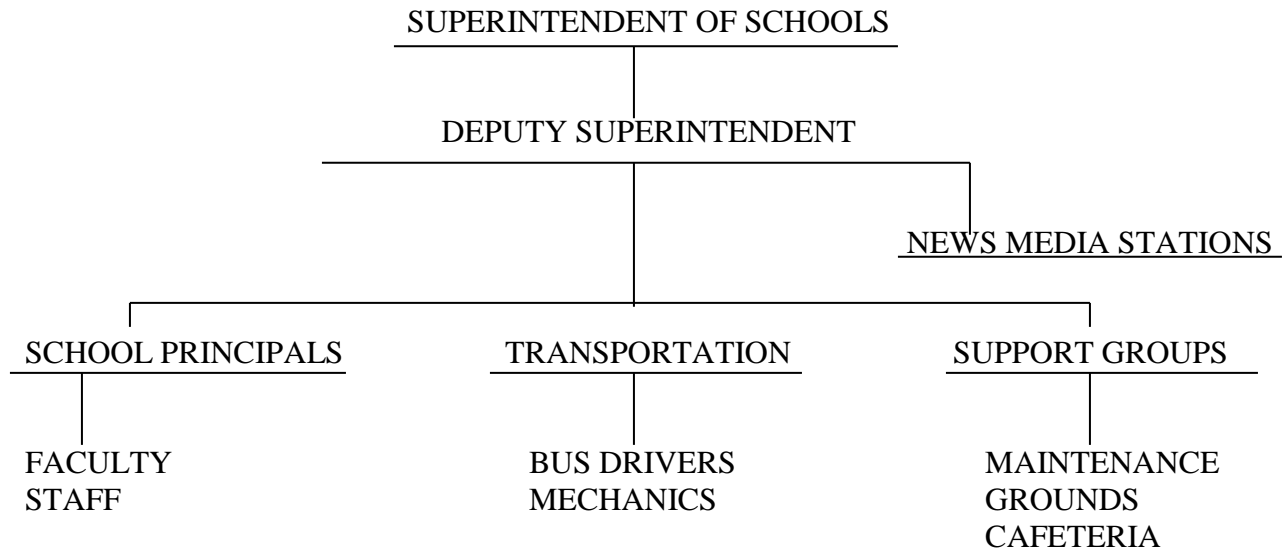 SUPERINTENDENT OF SCHOOLS
DEPUTY SUPERINTENDENT
NEWS MEDIA STATIONS
SCHOOL PRINCIPALS
TRANSPORTATION
SUPPORT GROUPS
FACULTY
STAFF
BUS DRIVERS
MECHANICS
MAINTENANCE
GROUNDS
CAFETERIA